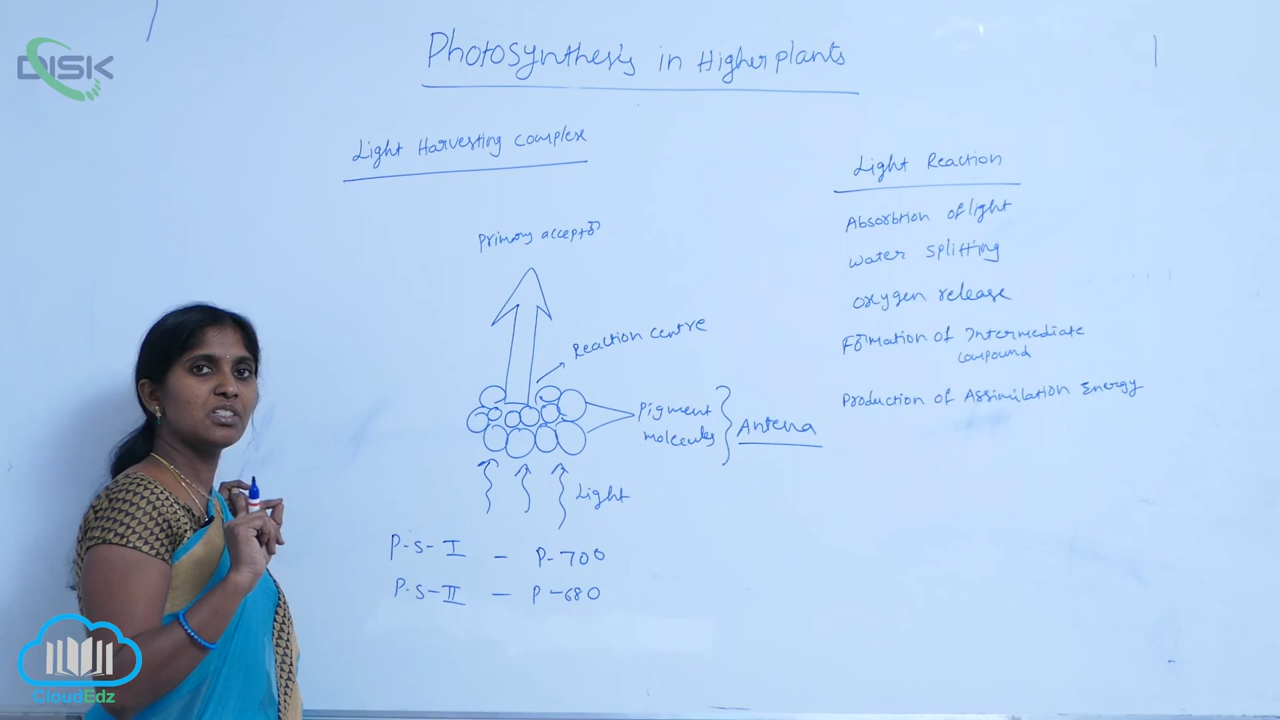 DISK
Photosynthesis in Higher plants
Light Harvesting Complex
Primary acceptor
Reaction centre
Pigment
molecules
Antena
Light
P-S-I - P-700
P-S-II - P-680
Light Reaction
Absorbtion of light
water splitting
oxygen release
Formation of Intermediate
compound
Production of Assimilation Energy
CloudEdz